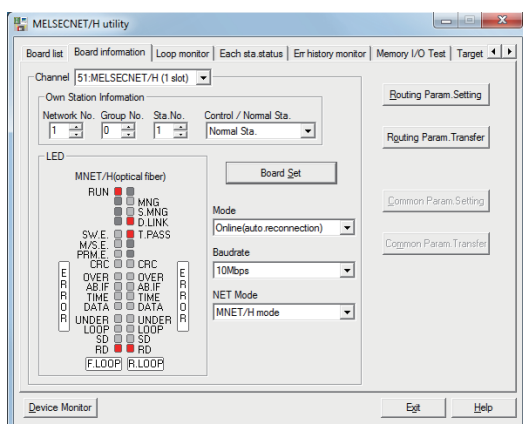 MELSECNET/H utility
Board list Board information Loop monitor Each sta.status Err history monitor Memory I/O Test Target
Channel 51:MELSECNET/H (1 slot)
Own Station Information
Network No. Group No. Sta.No. Control / Normal Sta.
1 0 1 Normal Sta.
Routing Param.Setting
Routing Param.Transfer
Common Param.Setting
Common Param.Transfer
LED
MNET/H(optical fiber)
RUN
MNG
S.MNG
D.LINK
SW.E. T.PASS
M/S.E.
PRM.E.
CRC CRC
OVER OVER
AB.IF AB.IF
TIME TIME
DATA DATA
UNDER UNDER
LOOP LOOP
SD SD
RD RD
ERROR ERROR
F.LOOP R.LOOP
Board Set
Mode
Online(auto.reconnection)
Baudrate
10Mbps
NET Mode
MNET/H mode
Device Monitor Exit Help